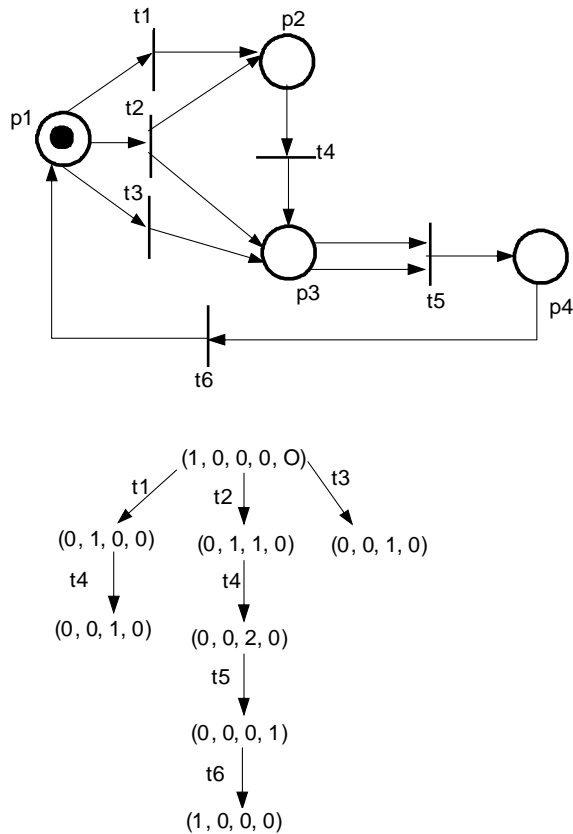 t1
p2
t2
p1
t4
t3
p3
t5
p4
t6
(1, 0, 0, 0, O)
t1
t2
t3
(0, 1, 0, 0)
(0, 1, 1, 0)
(0, 0, 1, 0)
t4
t4
(0, 0, 1, 0)
(0, 0, 2, 0)
t5
(0, 0, 0, 1)
t6
(1, 0, 0, 0)